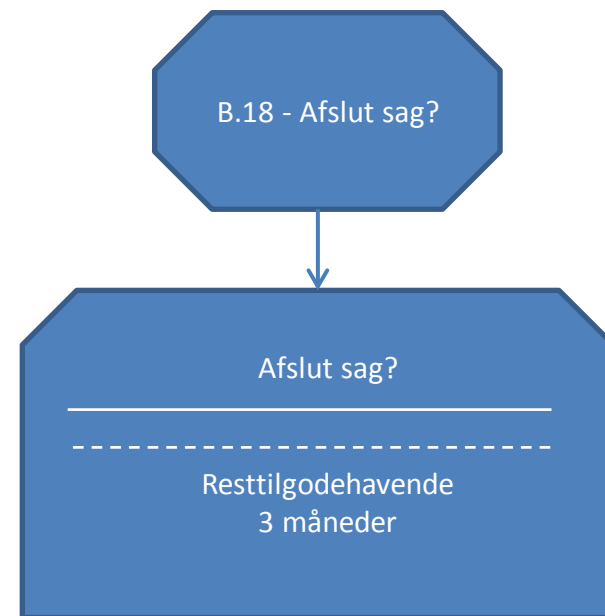 B.18 - Afslut sag?
Afslut sag?
Resttilgodehavende
3 måneder